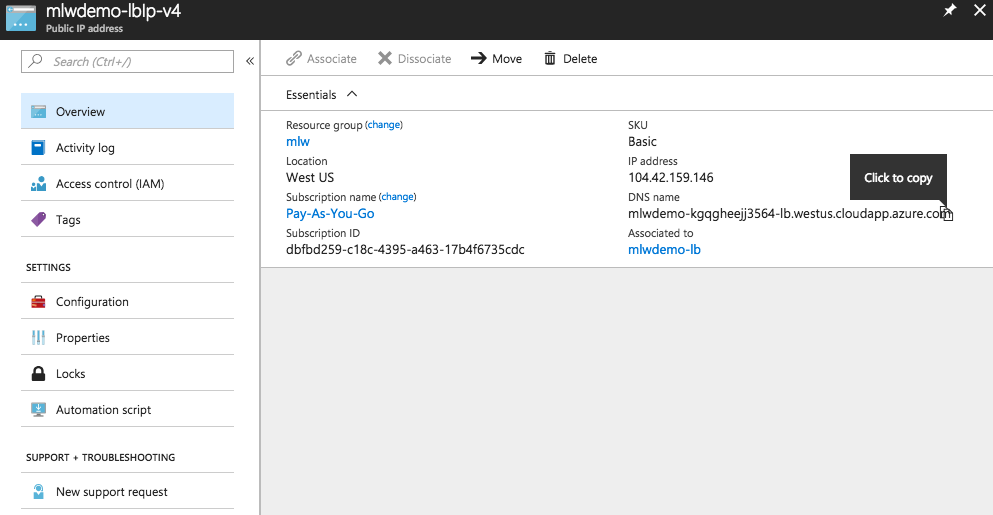 mlwdemo-lbIp-v4
Public IP address
Search (Ctrl+/)
«
Overview
Activity log
Access control (IAM)
Tags
SETTINGS
Configuration
Properties
Locks
Automation script
SUPPORT + TROUBLESHOOTING
New support request
Associate
Dissociate
Move
Delete
Essentials
Resource group (change)
mlw
Location
West US
Subscription name (change)
Pay-As-You-Go
Subscription ID
dbfbd259-c18c-4395-a463-17b4f6735cdc
SKU
Basic
IP address
104.42.159.146
Click to copy
DNS name
mlwdemo-kgqgheejj3564-lb.westus.cloudapp.azure.com
Associated to
mlwdemo-lb